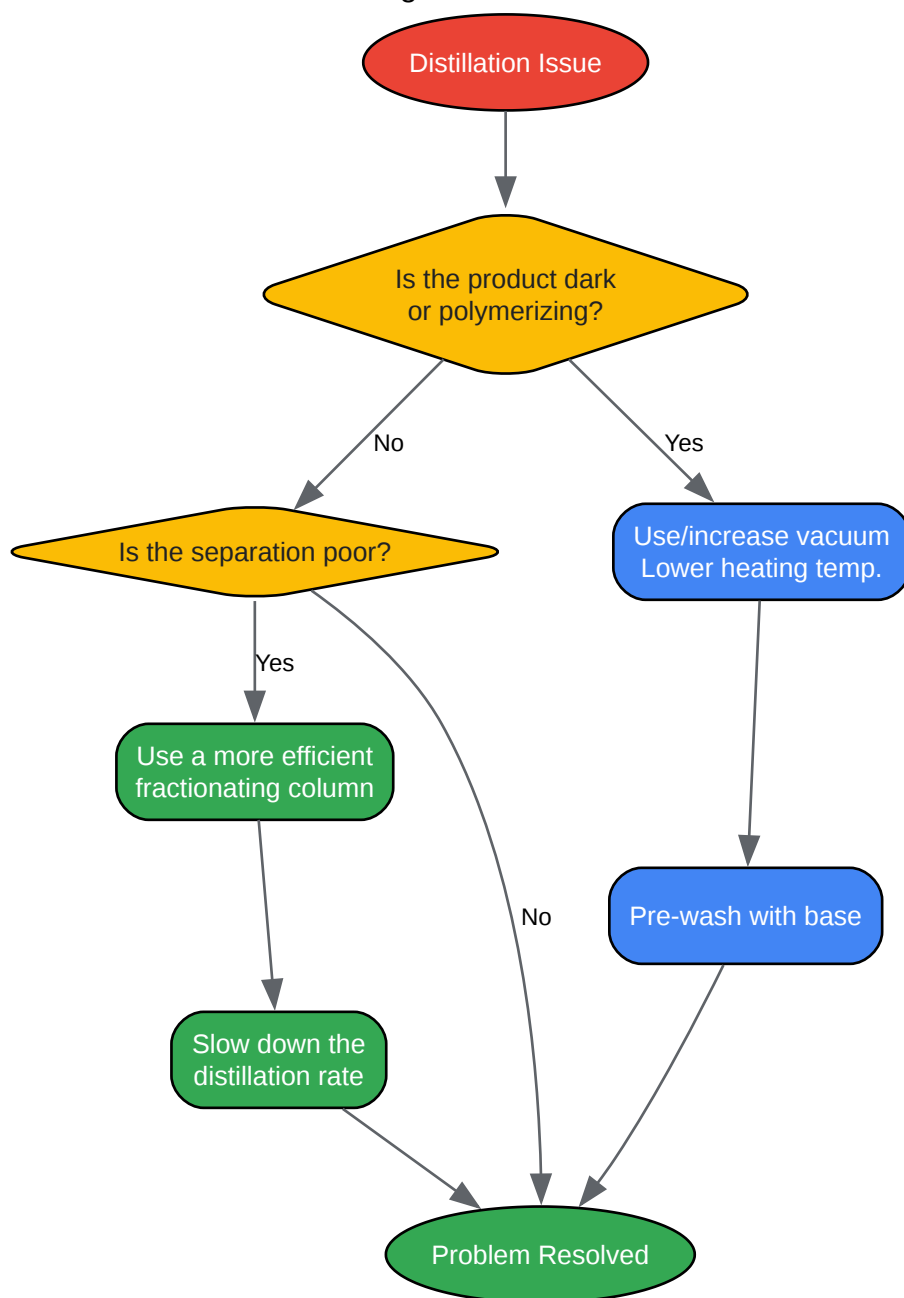 g
Distillation Issue
Is the product dark
or polymerizing?
No
Yes
Is the separation poor?
Use/increase vacuum
Lower heating temp.
Yes
Use a more efficient
fractionating column
No
Pre-wash with base
Slow down the
distillation rate
Problem Resolved